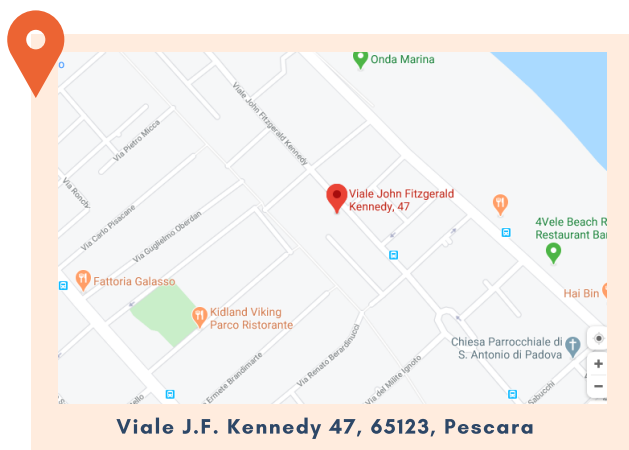 Onda Marina
Viale John Fitzgerald Kennedy
Via Pietro Micca
Viale John Fitzgerald
Kennedy, 47
Via Ronchy
Via Carlo Pisacane
Via Guglielmo Oberdan
4Vele Beach R
Restaurant Bar
Fattoria Galasso
Hai Bin
Kidland Viking
Parco Ristorante
Chiesa Parrocchiale di
S. Antonio di Padova
Via Renato Berardinucci
Via del Milite Ignoto
Ermete Brandimarte
Sabucchi
Viale J.F. Kennedy 47, 65123, Pescara